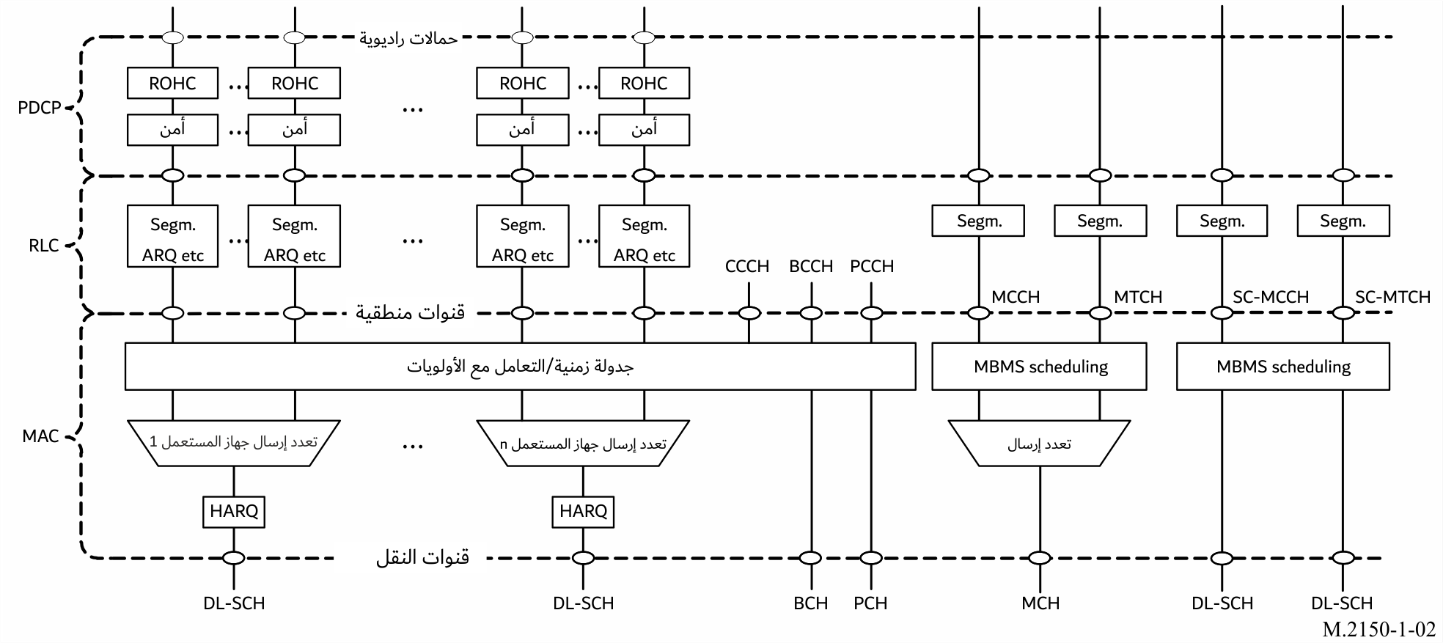 حمالات راديوية
ROHC ... ROHC ... ROHC ... ROHC
PDCP
أمن ... أمن أمن ... أمن
Segm. ARQ etc ... Segm. ARQ etc ... Segm. ARQ etc ... Segm. ARQ etc
Segm. Segm. Segm. Segm.
RLC
CCCH BCCH PCCH
MCCH MTCH SC-MCCH SC-MTCH
قنوات منطقية
جدولة زمنية/التعامل مع الأولويات
MBMS scheduling
MBMS scheduling
MAC
تعدد إرسال جهاز المستعمل 1
...
تعدد إرسال جهاز المستعمل n
تعدد إرسال
HARQ HARQ
قنوات النقل
DL-SCH DL-SCH BCH PCH MCH DL-SCH DL-SCH
M.2150-1-02